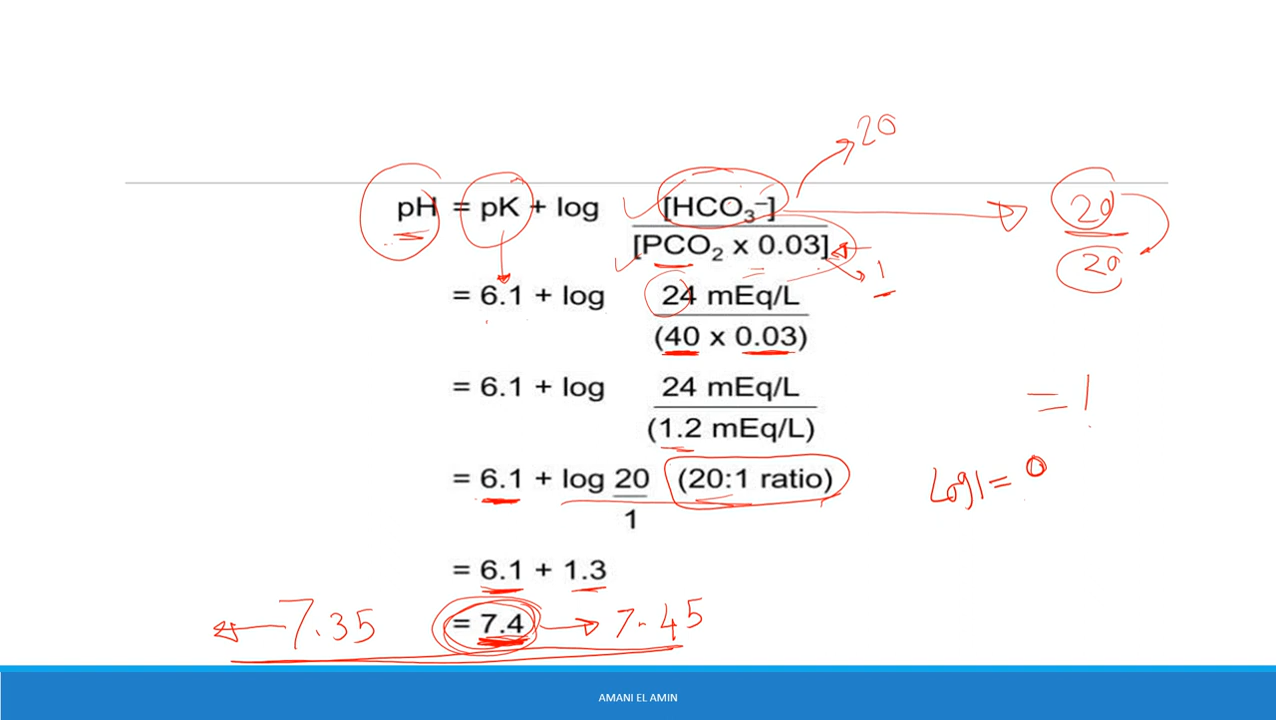 20
pH = pK + log [HCO₃⁻] 20
[PCO₂ x 0.03] 20
1
= 6.1 + log 24 mEq/L
(40 x 0.03)
= 6.1 + log 24 mEq/L = 1
(1.2 mEq/L)
= 6.1 + log 20 (20:1 ratio) Log1 = 0
1
= 6.1 + 1.3
7.35 = 7.4 7.45
AMANI EL AMIN